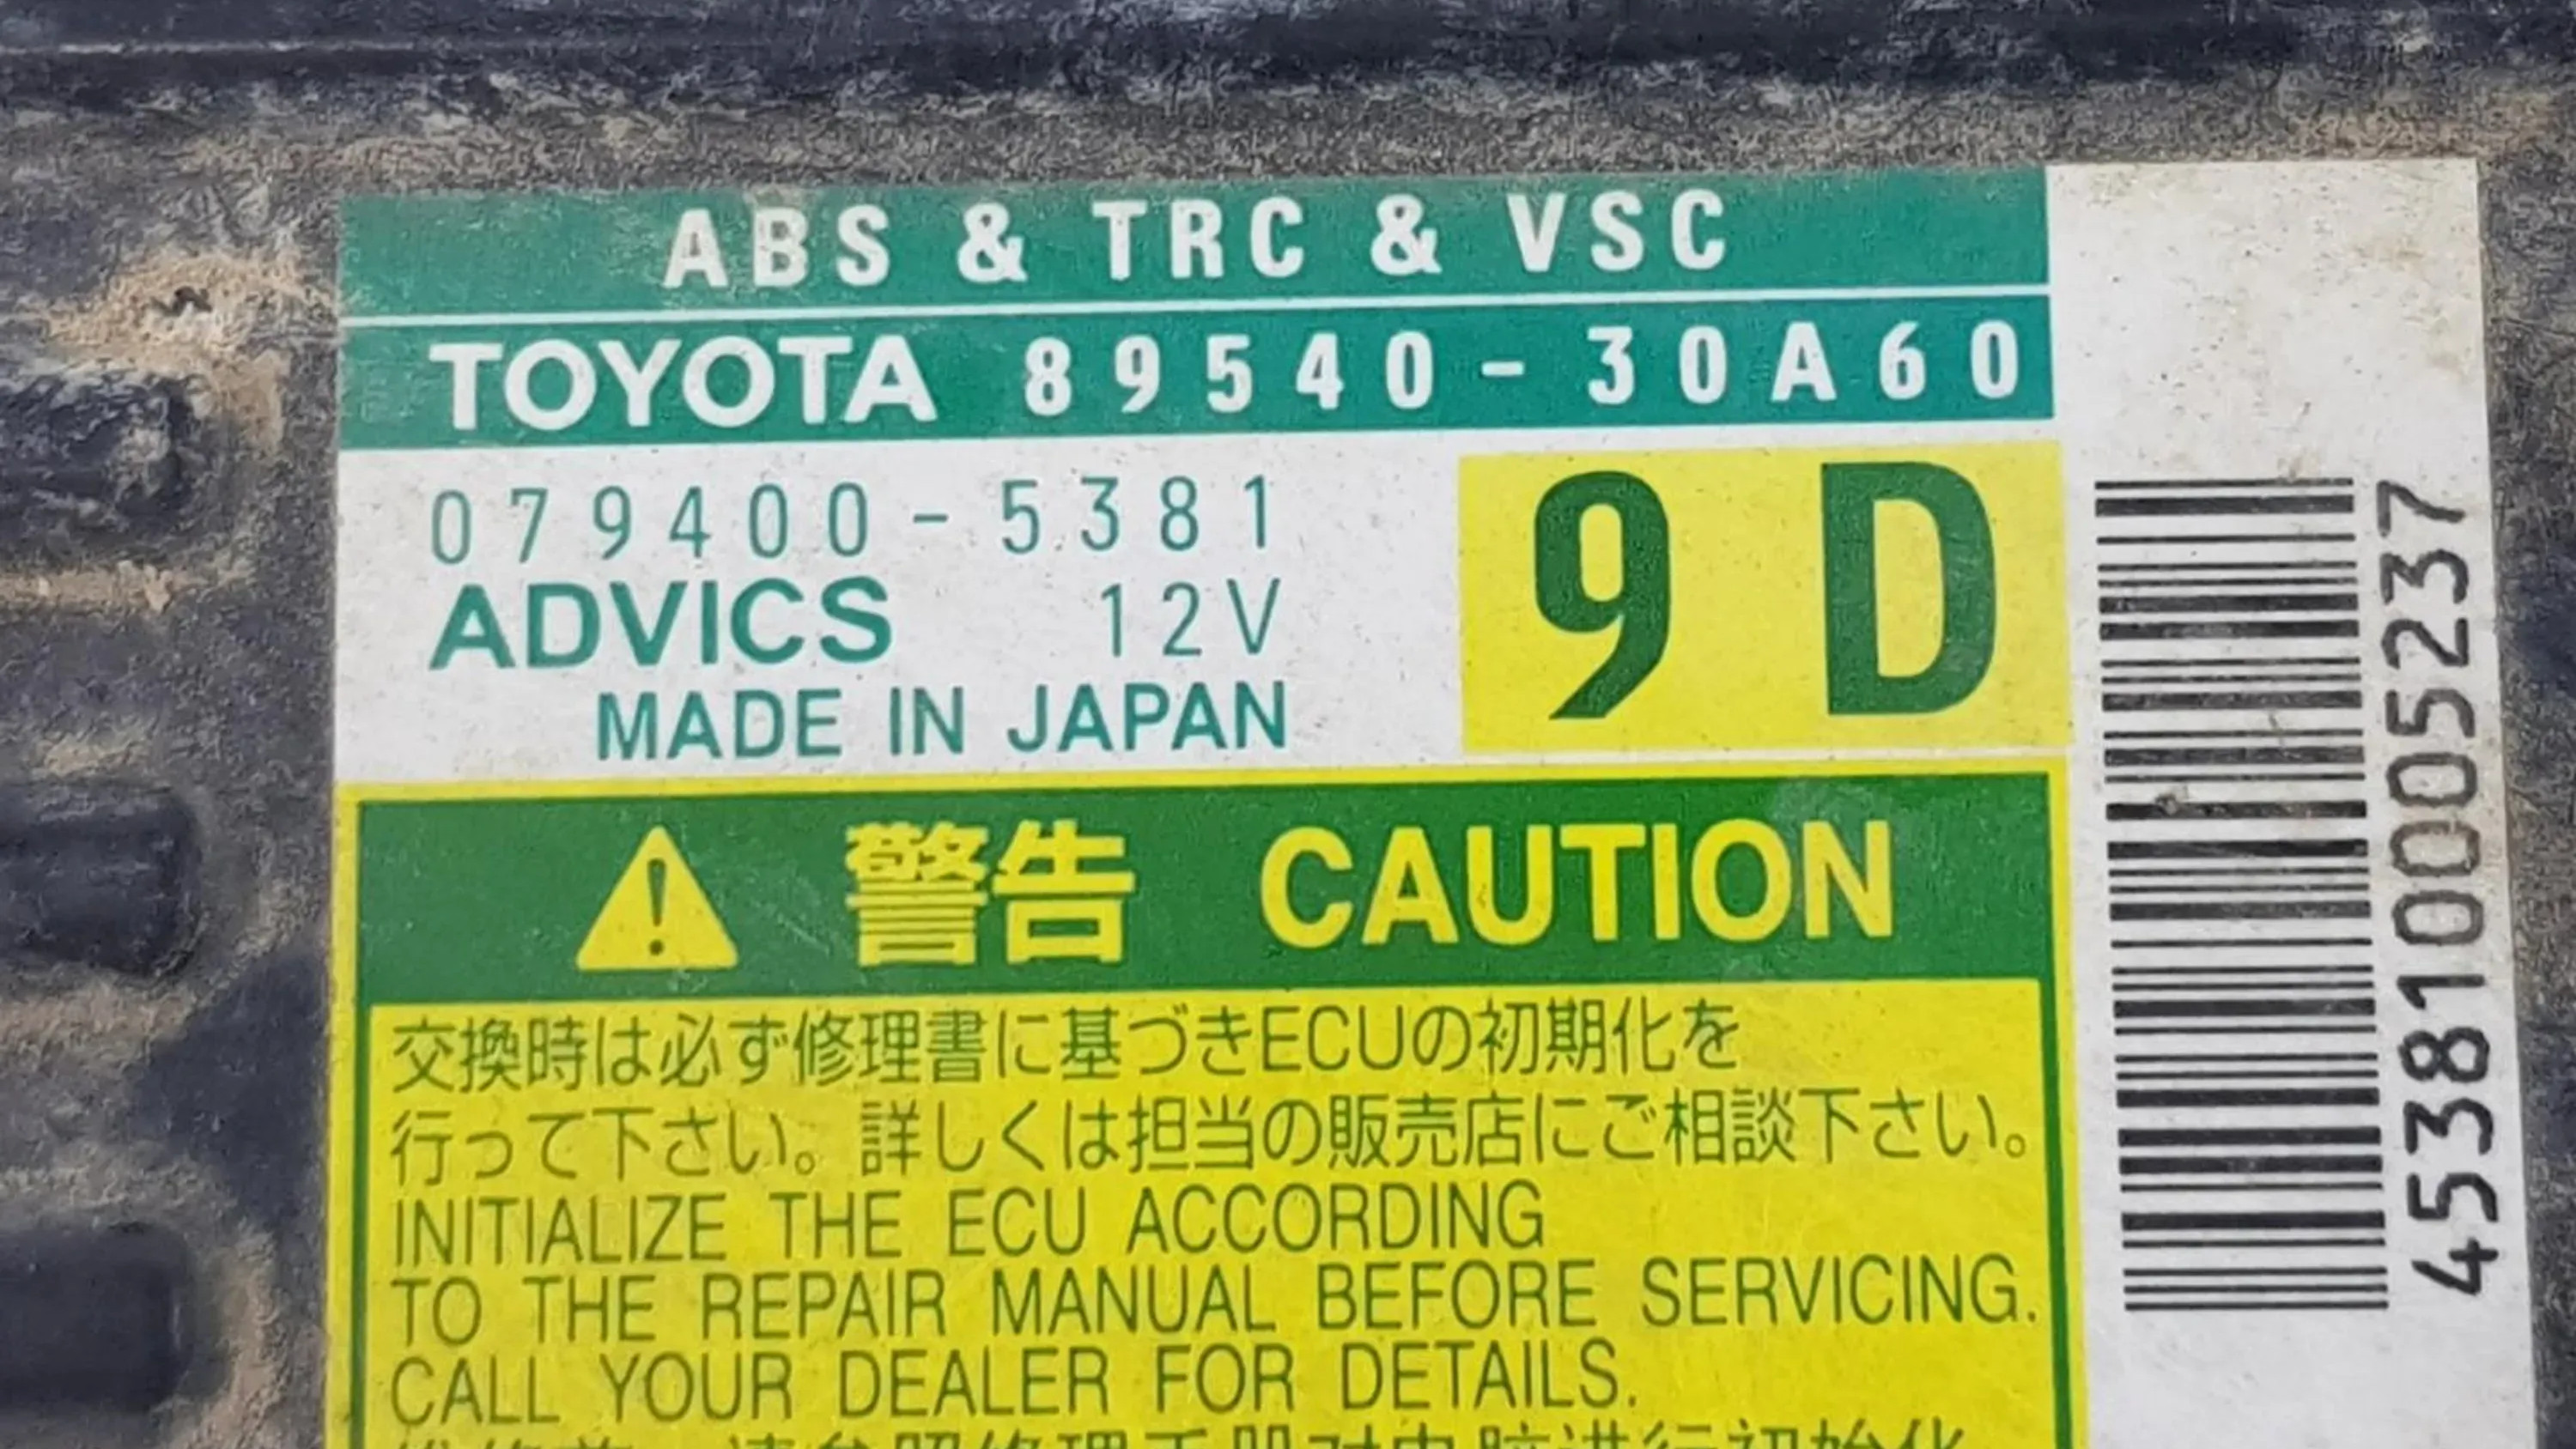 ABS & TRC & VSC
TOYOTA 89540-30A60
079400-5381
ADVICS 12V
MADE IN JAPAN
9D
警告 CAUTION
交換時は必ず修理書に基づきECUの初期化を
行って下さい。詳しくは担当の販売店にご相談下さい。
INITIALIZE THE ECU ACCORDING
TO THE REPAIR MANUAL BEFORE SERVICING.
CALL YOUR DEALER FOR DETAILS.
453810005237